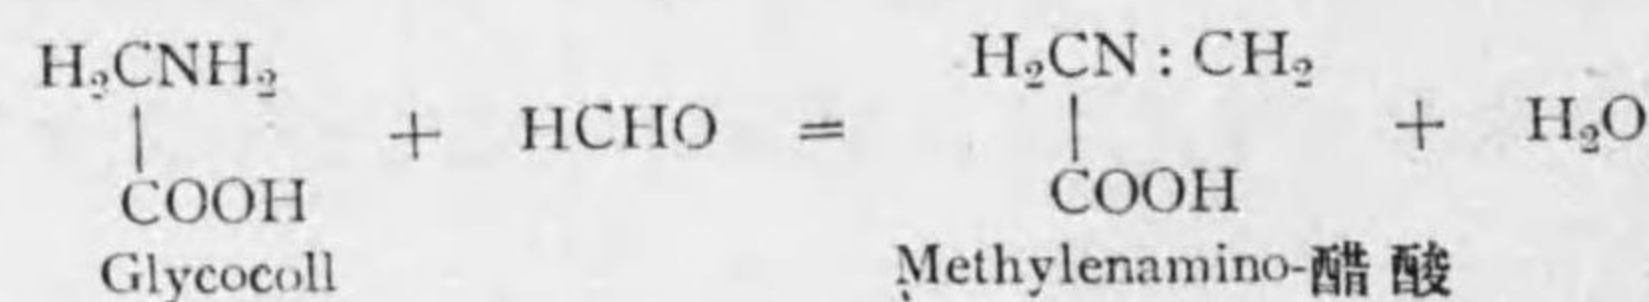 H₂CNH₂ H₂CN : CH₂
| + HCHO = | + H₂O
COOH COOH
Glycocoll Methylenamino-醋酸